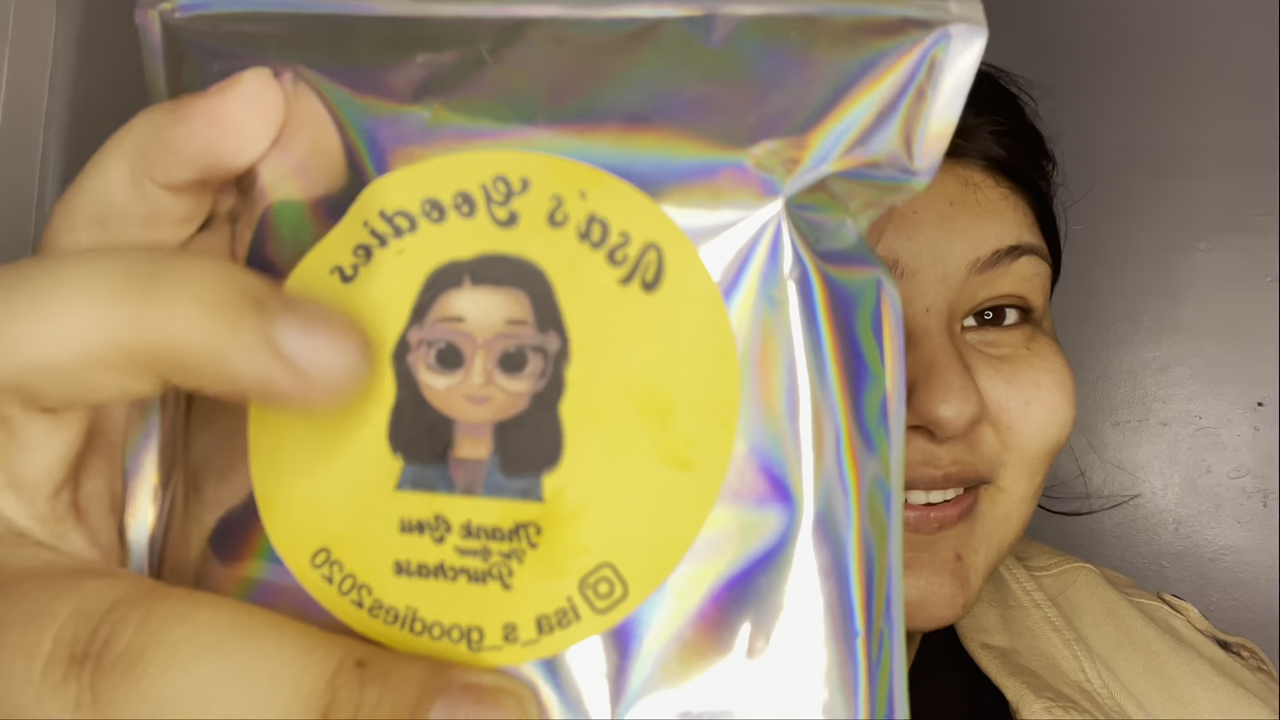 Isa's Goodies
Thank You
For Your
Purchase
isa_s_goodies2020